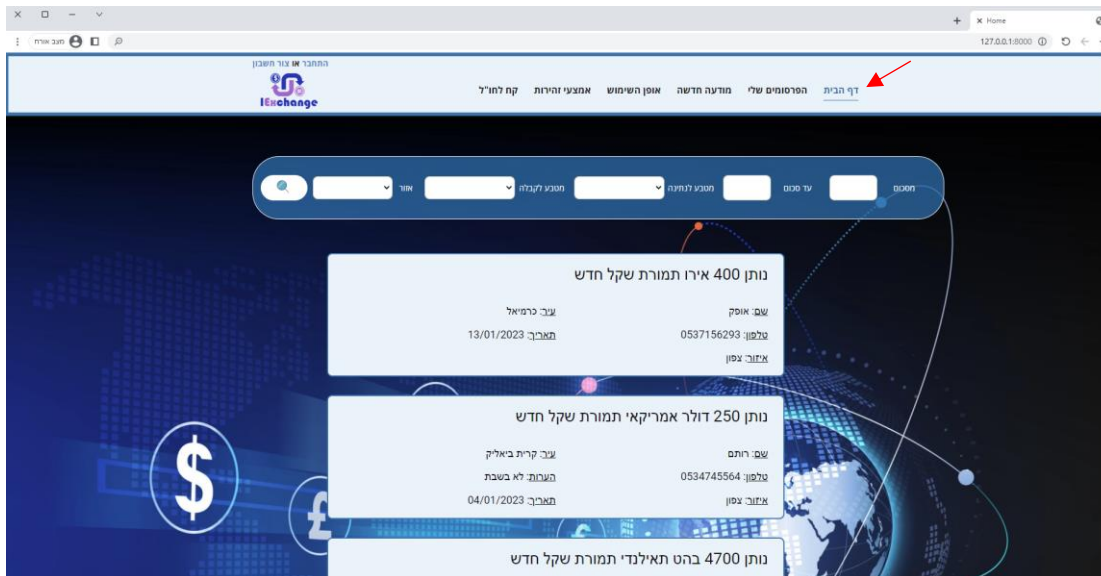 Home
127.0.0.1:8000
מצב אורח
התחבר או צור חשבון
IExchange
דף הבית הפרסומים שלי מודעה חדשה אופן השימוש אמצעי זהירות קח לחו"ל
מסכום עד סכום מטבע לנתינה מטבע לקבלה אזור
נותן 400 אירו תמורת שקל חדש
שם: אופק עיר: כרמיאל
טלפון: 0537156293 תאריך: 13/01/2023
איזור: צפון
נותן 250 דולר אמריקאי תמורת שקל חדש
שם: רותם עיר: קרית ביאליק
טלפון: 0534745564 הערות: לא בשבת
איזור: צפון תאריך: 04/01/2023
נותן 4700 בהט תאילנדי תמורת שקל חדש
$
£